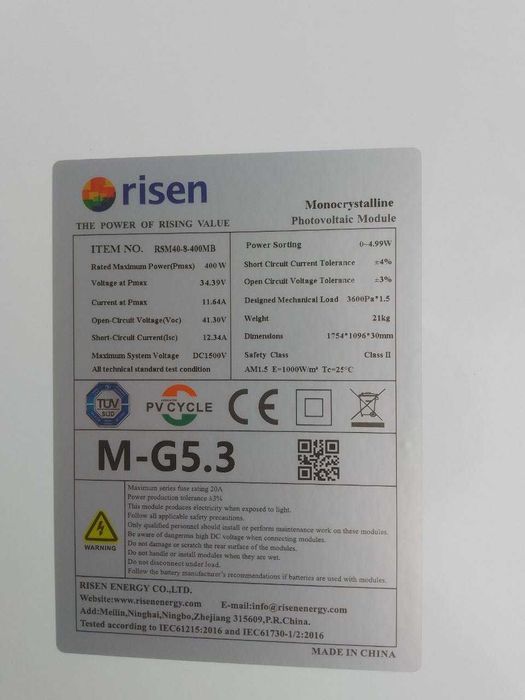 risen
THE POWER OF RISING VALUE
Monocrystalline
Photovoltaic Module
ITEM NO. RSM40-8-400MB
Rated Maximum Power(Pmax) 400W
Voltage at Pmax 34.39V
Current at Pmax 11.64A
Open-Circuit Voltage(Voc) 41.30V
Short-Circuit Current(Isc) 12.34A
Maximum System Voltage DC1500V
All technical standard test condition
Power Sorting 0~4.99W
Short Circuit Current Tolerance ±4%
Open Circuit Voltage Tolerance ±3%
Designed Mechanical Load 3600Pa*1.5
Weight 21kg
Dimensions 1754*1096*30mm
Safety Class Class II
AM1.5 E=1000W/m² Tc=25°C
TÜV
SÜD
PV CYCLE
CE
M-G5.3
WARNING
Maximum series fuse rating 20A
Power production tolerance ±3%
This module produces electricity when exposed to light.
Follow all applicable safety precautions.
Only qualified personnel should install or perform maintenance work on these modules.
Be aware of dangerous high DC voltage when connecting modules.
Do not damage or scratch the rear surface of the modules.
Do not handle or install modules when they are wet.
Do not disconnect under load.
Follow the battery manufacturer's recommendations if batteries are used with modules.
RISEN ENERGY CO.,LTD.
Website:www.risenenergy.com E-mail:info@risenenergy.com
Add:Meilin,Ninghai,Ningbo,Zhejiang 315609,P.R.China.
Tested according to IEC61215:2016 and IEC61730-1/2:2016
MADE IN CHINA